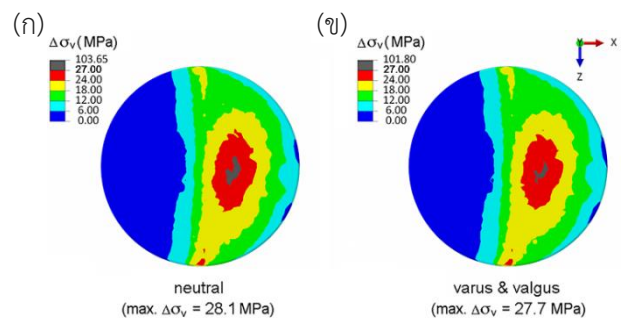 (ก)
Δσᵥ(MPa)
103.65
27.00
24.00
18.00
12.00
6.00
0.00
neutral
(max. Δσᵥ = 28.1 MPa)
(ข)
Δσᵥ(MPa)
101.80
27.00
24.00
18.00
12.00
6.00
0.00
Y
X
Z
varus & valgus
(max. Δσᵥ = 27.7 MPa)